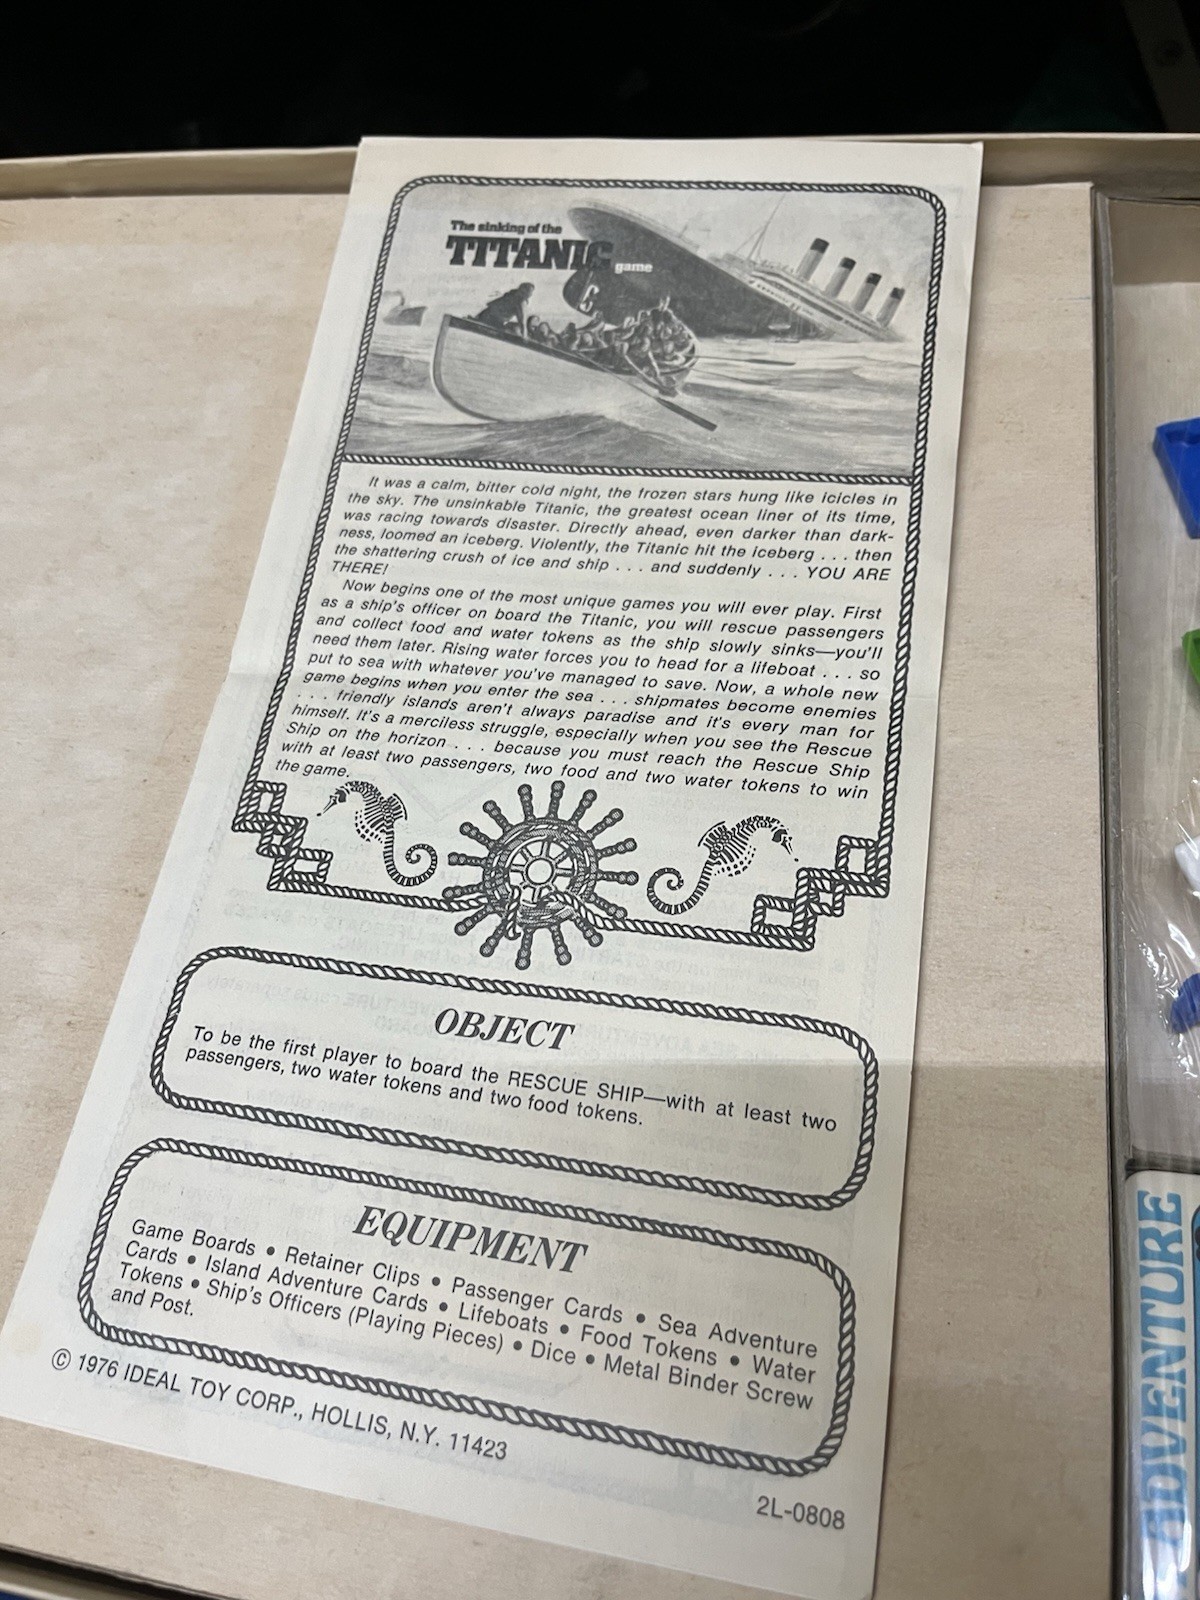 The sinking of the
TITANIC
game
It was a calm, bitter cold night, the frozen stars hung like icicles in
the sky. The unsinkable Titanic, the greatest ocean liner of its time,
was racing towards disaster. Directly ahead, even darker than dark-
ness, loomed an iceberg. Violently, the Titanic hit the iceberg . . . then
the shattering crush of ice and ship . . . and suddenly . . . YOU ARE
THERE!
Now begins one of the most unique games you will ever play. First
as a ship's officer on board the Titanic, you will rescue passengers
and collect food and water tokens as the ship slowly sinks—you'll
need them later. Rising water forces you to head for a lifeboat . . . so
put to sea with whatever you've managed to save. Now, a whole new
game begins when you enter the sea . . . shipmates become enemies
. . . friendly islands aren't always paradise and it's every man for
himself. It's a merciless struggle, especially when you see the Rescue
Ship on the horizon . . . because you must reach the Rescue Ship
with at least two passengers, two food and two water tokens to win
the game.
OBJECT
To be the first player to board the RESCUE SHIP—with at least two
passengers, two water tokens and two food tokens.
EQUIPMENT
Game Boards • Retainer Clips • Passenger Cards • Sea Adventure
Cards • Island Adventure Cards • Lifeboats • Food Tokens • Water
Tokens • Ship's Officers (Playing Pieces) • Dice • Metal Binder Screw
and Post.
© 1976 IDEAL TOY CORP., HOLLIS, N.Y. 11423
2L-0808
ADVENTURE